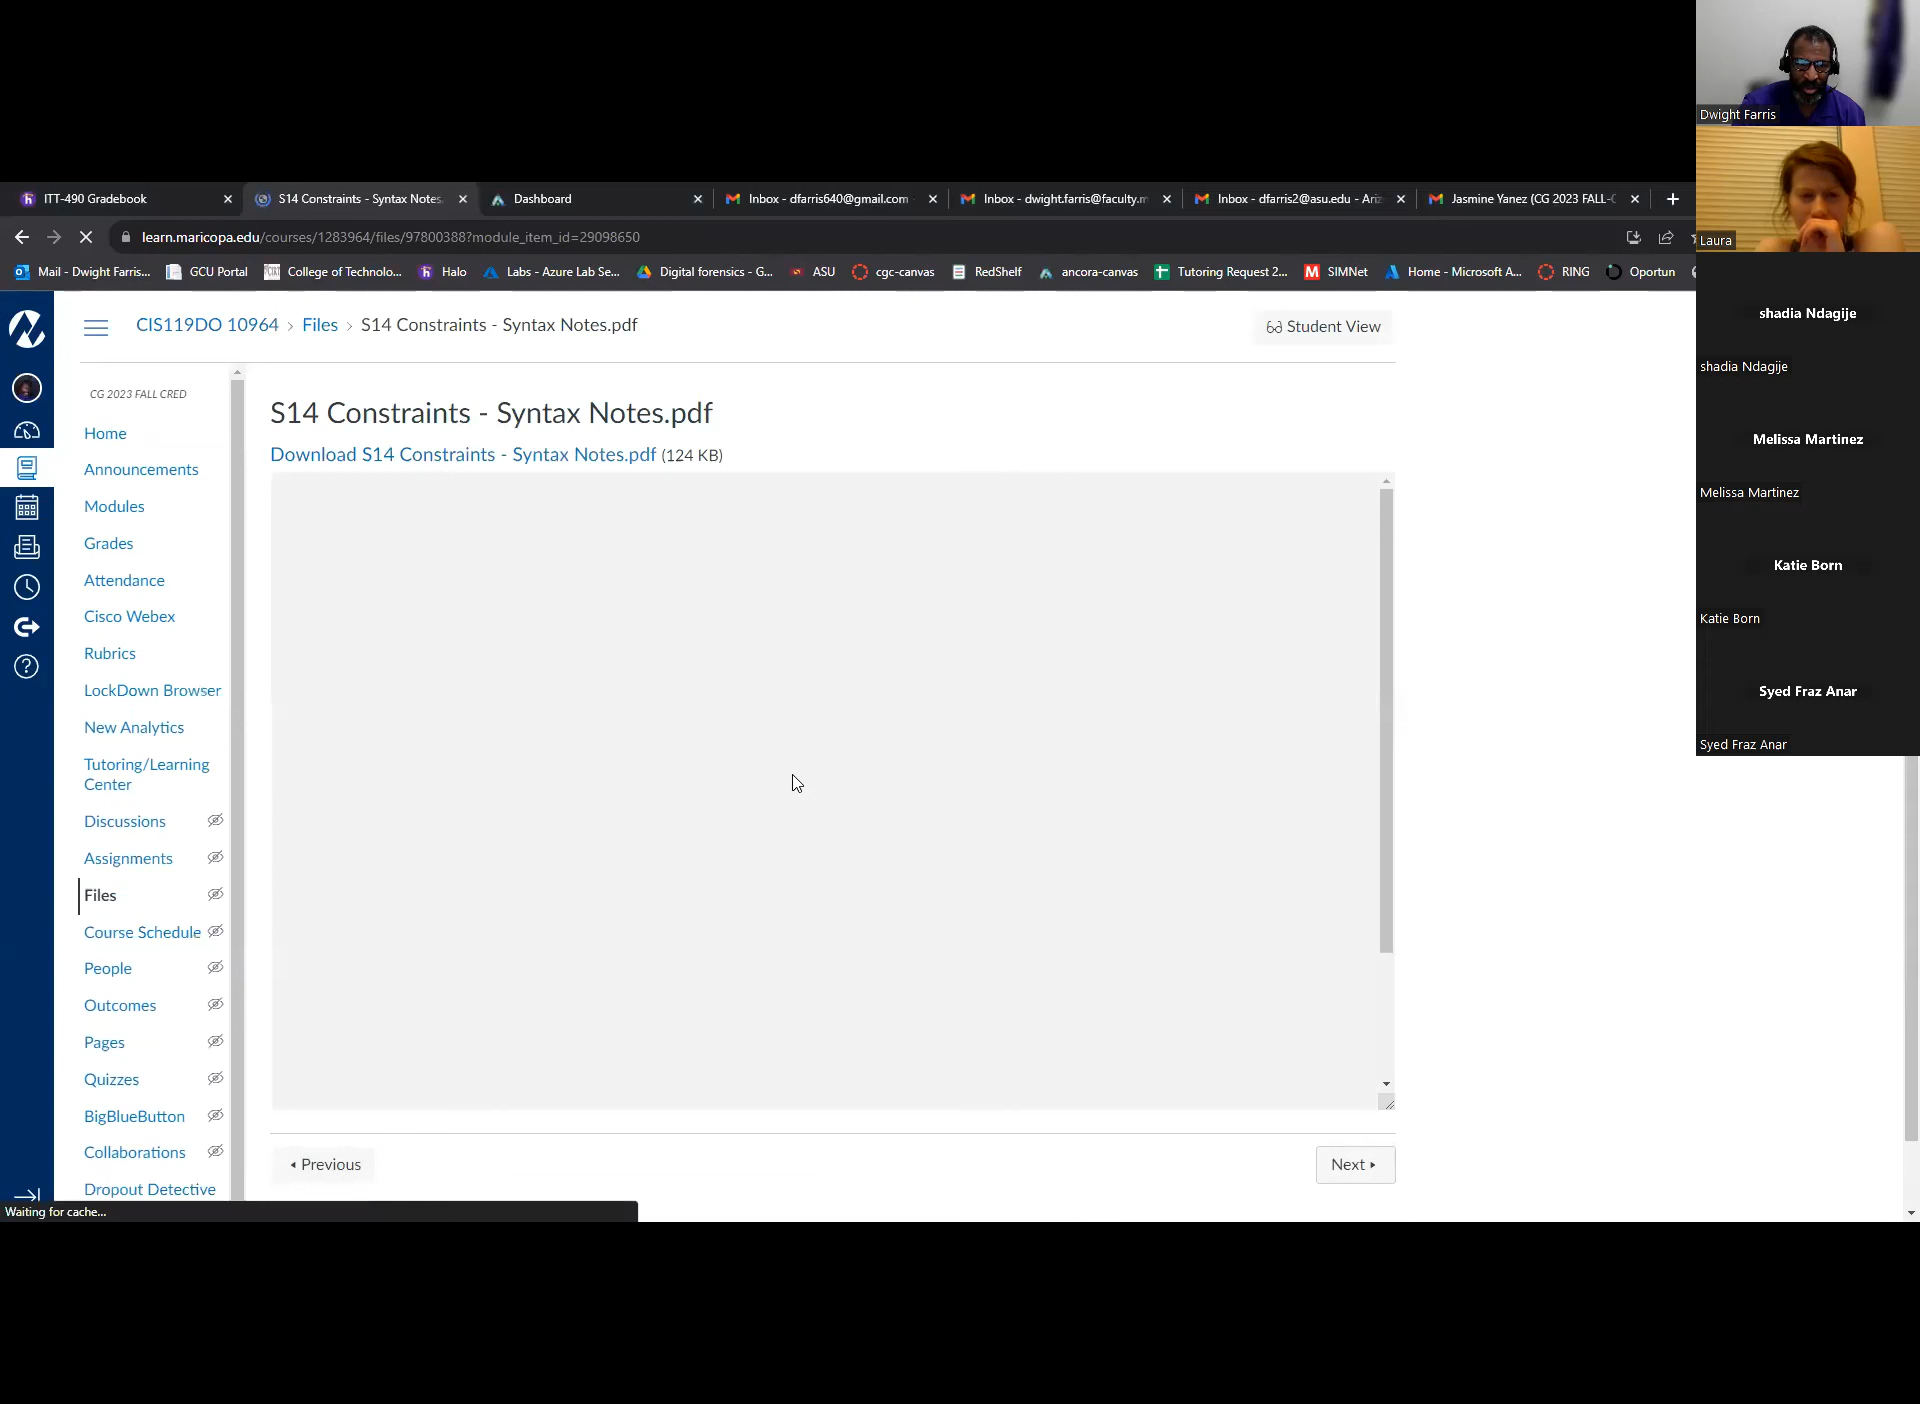 ITT-490 Gradebook
S14 Constraints - Syntax Notes.
Dashboard
Inbox - dfarris640@gmail.com
Inbox - dwight.farris@faculty.m
Inbox - dfarris2@asu.edu - Ariz
Jasmine Yanez (CG 2023 FALL-C
learn.maricopa.edu/courses/1283964/files/97800388?module_item_id=29098650
Mail - Dwight Farris...
GCU Portal
College of Technolo...
Halo
Labs - Azure Lab Se...
Digital forensics - G...
ASU
cgc-canvas
RedShelf
ancora-canvas
Tutoring Request 2...
SIMNet
Home - Microsoft A...
RING
Oportun
CIS119DO 10964 › Files › S14 Constraints - Syntax Notes.pdf
Student View
CG 2023 FALL CRED
Home
Announcements
Modules
Grades
Attendance
Cisco Webex
Rubrics
LockDown Browser
New Analytics
Tutoring/Learning
Center
Discussions
Assignments
Files
Course Schedule
People
Outcomes
Pages
Quizzes
BigBlueButton
Collaborations
Dropout Detective
S14 Constraints - Syntax Notes.pdf
Download S14 Constraints - Syntax Notes.pdf (124 KB)
Previous
Next
Waiting for cache...
Dwight Farris
Laura
shadia Ndagije
shadia Ndagije
Melissa Martinez
Melissa Martinez
Katie Born
Katie Born
Syed Fraz Anar
Syed Fraz Anar